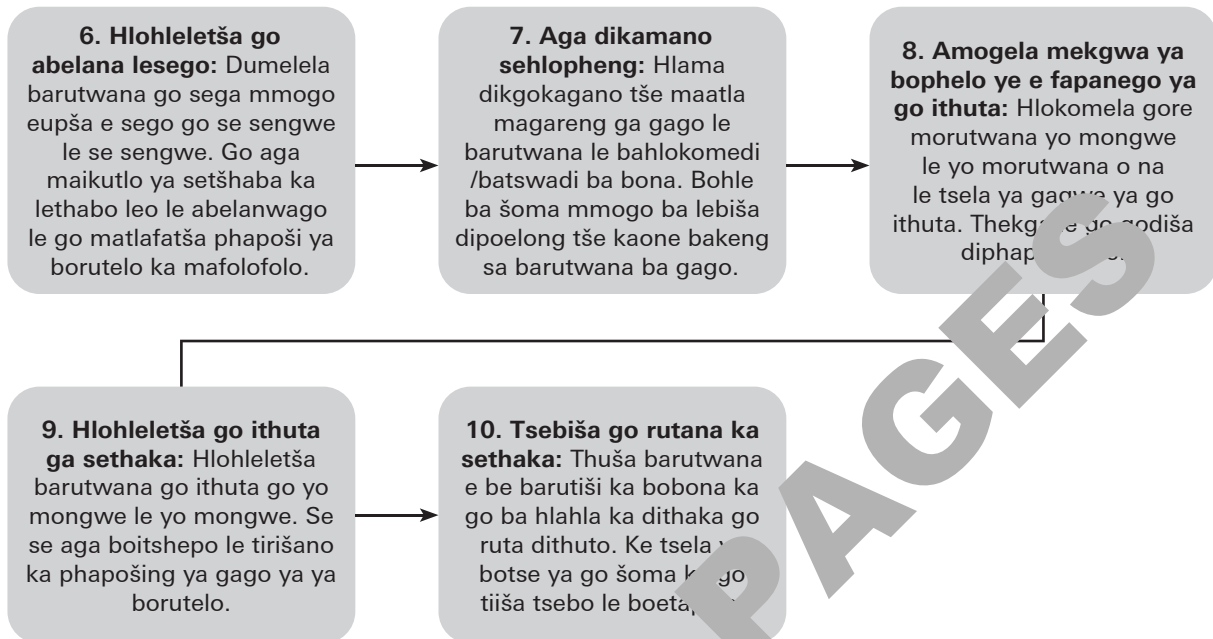 6. Hlohleletša go
abelana lesego: Dumelela
barutwana go sega mmogo
eupša e sego go se sengwe
le se sengwe. Go aga
maikutlo ya setšhaba ka
lethabo leo le abelanwago
le go matlafatša phapoši ya
borutelo ka mafolofolo.
7. Aga dikamano
sehlopheng: Hlama
dikgokagano tše maatla
magareng ga gago le
barutwana le bahlokomedi
/batswadi ba bona. Bohle
ba šoma mmogo ba lebiša
dipoelong tše kaone bakeng
sa barutwana ba gago.
8. Amogela mekgwa ya
bophelo ye e fapanego ya
go ithuta: Hlokomela gore
morutwana yo mongwe
le yo morutwana o na
le tsela ya gagwe ya go
ithuta. go godiša
9. Hlohleletša go ithuta
ga sethaka: Hlohleletša
barutwana go ithuta go yo
mongwe le yo mongwe. Se
se aga boitshepo le tirišano
ka phapošing ya gago ya ya
borutelo.
10. Tsebiša go rutana ka
sethaka: Thuša barutwana
e be barutiši ka bobona ka
go ba hlahla ka dithaka go
ruta dithuto. Ke tsela
botse ya go šoma
tiiša tsebo le
PAGES